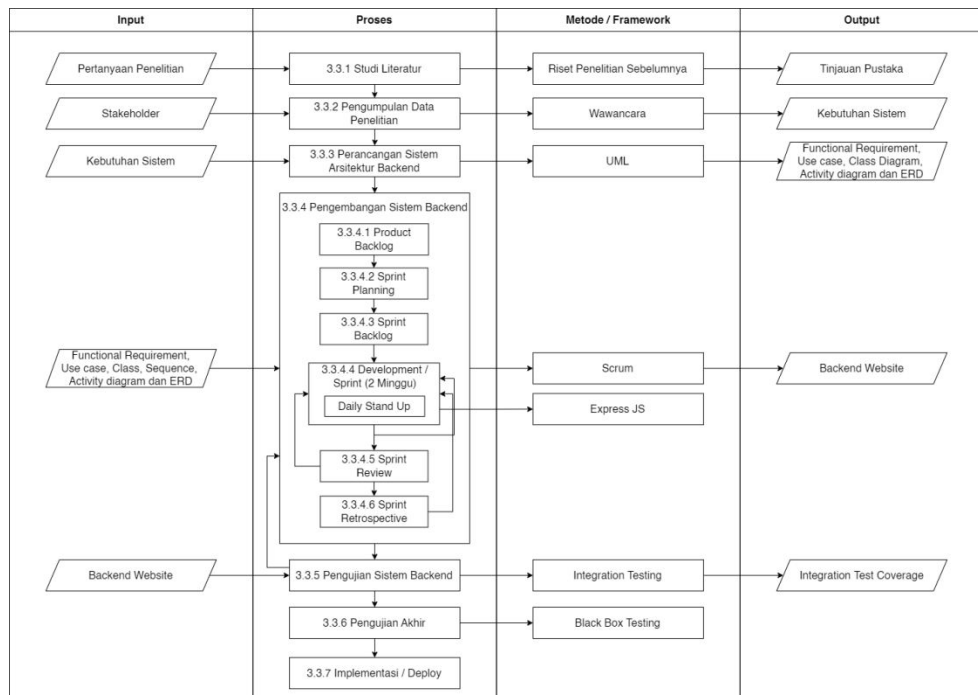 Input
Proses
Metode / Framework
Output
Pertanyaan Penelitian
3.3.1 Studi Literatur
Riset Penelitian Sebelumnya
Tinjauan Pustaka
Stakeholder
3.3.2 Pengumpulan Data
Penelitian
Wawancara
Kebutuhan Sistem
Kebutuhan Sistem
3.3.3 Perancangan Sistem
Arsitektur Backend
UML
Functional Requirement,
Use case, Class Diagram,
Activity diagram dan ERD
3.3.4 Pengembangan Sistem Backend
3.3.4.1 Product
Backlog
3.3.4.2 Sprint
Planning
3.3.4.3 Sprint
Backlog
Functional Requirement,
Use case, Class, Sequence,
Activity diagram dan ERD
3.3.4.4 Development /
Sprint (2 Minggu)
Daily Stand Up
Scrum
Backend Website
Express JS
3.3.4.5 Sprint
Review
3.3.4.6 Sprint
Retrospective
Backend Website
3.3.5 Pengujian Sistem Backend
Integration Testing
Integration Test Coverage
3.3.6 Pengujian Akhir
Black Box Testing
3.3.7 Implementasi / Deploy